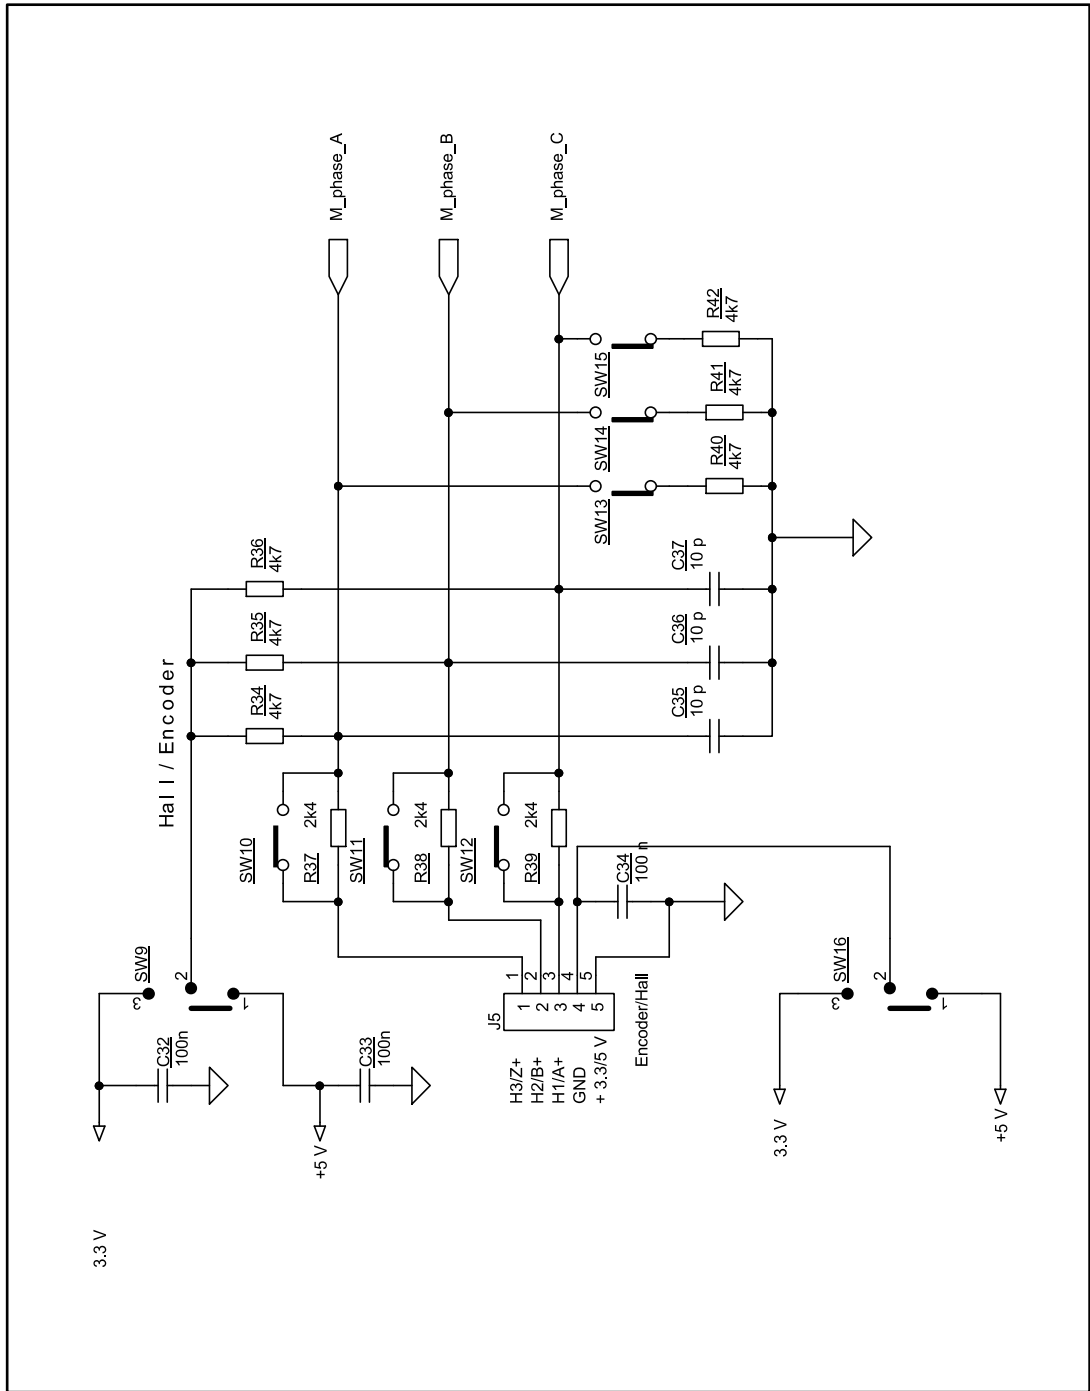 Hall / Encoder
3.3 V
C32
100n
SW9
3
2
1
+5 V
C33
100n
SW10
R37
2k4
SW11
R38
2k4
SW12
R39
2k4
R34
4k7
R35
4k7
R36
4k7
M_phase_A
M_phase_B
M_phase_C
J5
1
2
3
4
5
1
2
3
4
5
H3/Z+
H2/B+
H1/A+
GND
+ 3.3/5 V
Encoder/Hall
C34
100 n
C35
10 p
C36
10 p
C37
10 p
SW13
SW14
SW15
R40
4k7
R41
4k7
R42
4k7
3.3 V
SW16
3
2
1
+5 V